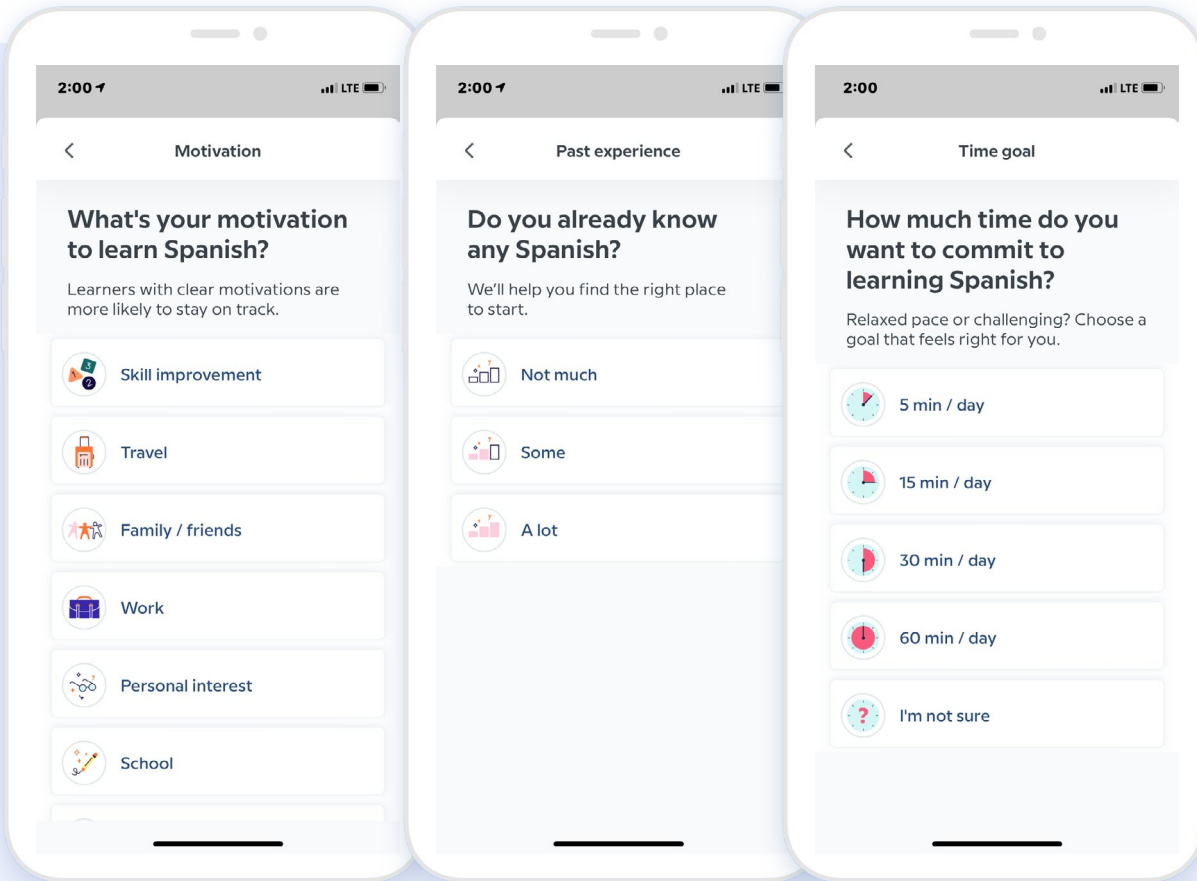 2:00
LTE
Motivation
What's your motivation
to learn Spanish?
Learners with clear motivations are
more likely to stay on track.
3
1
2
Skill improvement
Travel
Family / friends
Work
Personal interest
School
2:00
LTE
Past experience
Do you already know
any Spanish?
We'll help you find the right place
to start.
Not much
Some
A lot
2:00
LTE
Time goal
How much time do you
want to commit to
learning Spanish?
Relaxed pace or challenging? Choose a
goal that feels right for you.
5 min / day
15 min / day
30 min / day
60 min / day
?
I'm not sure